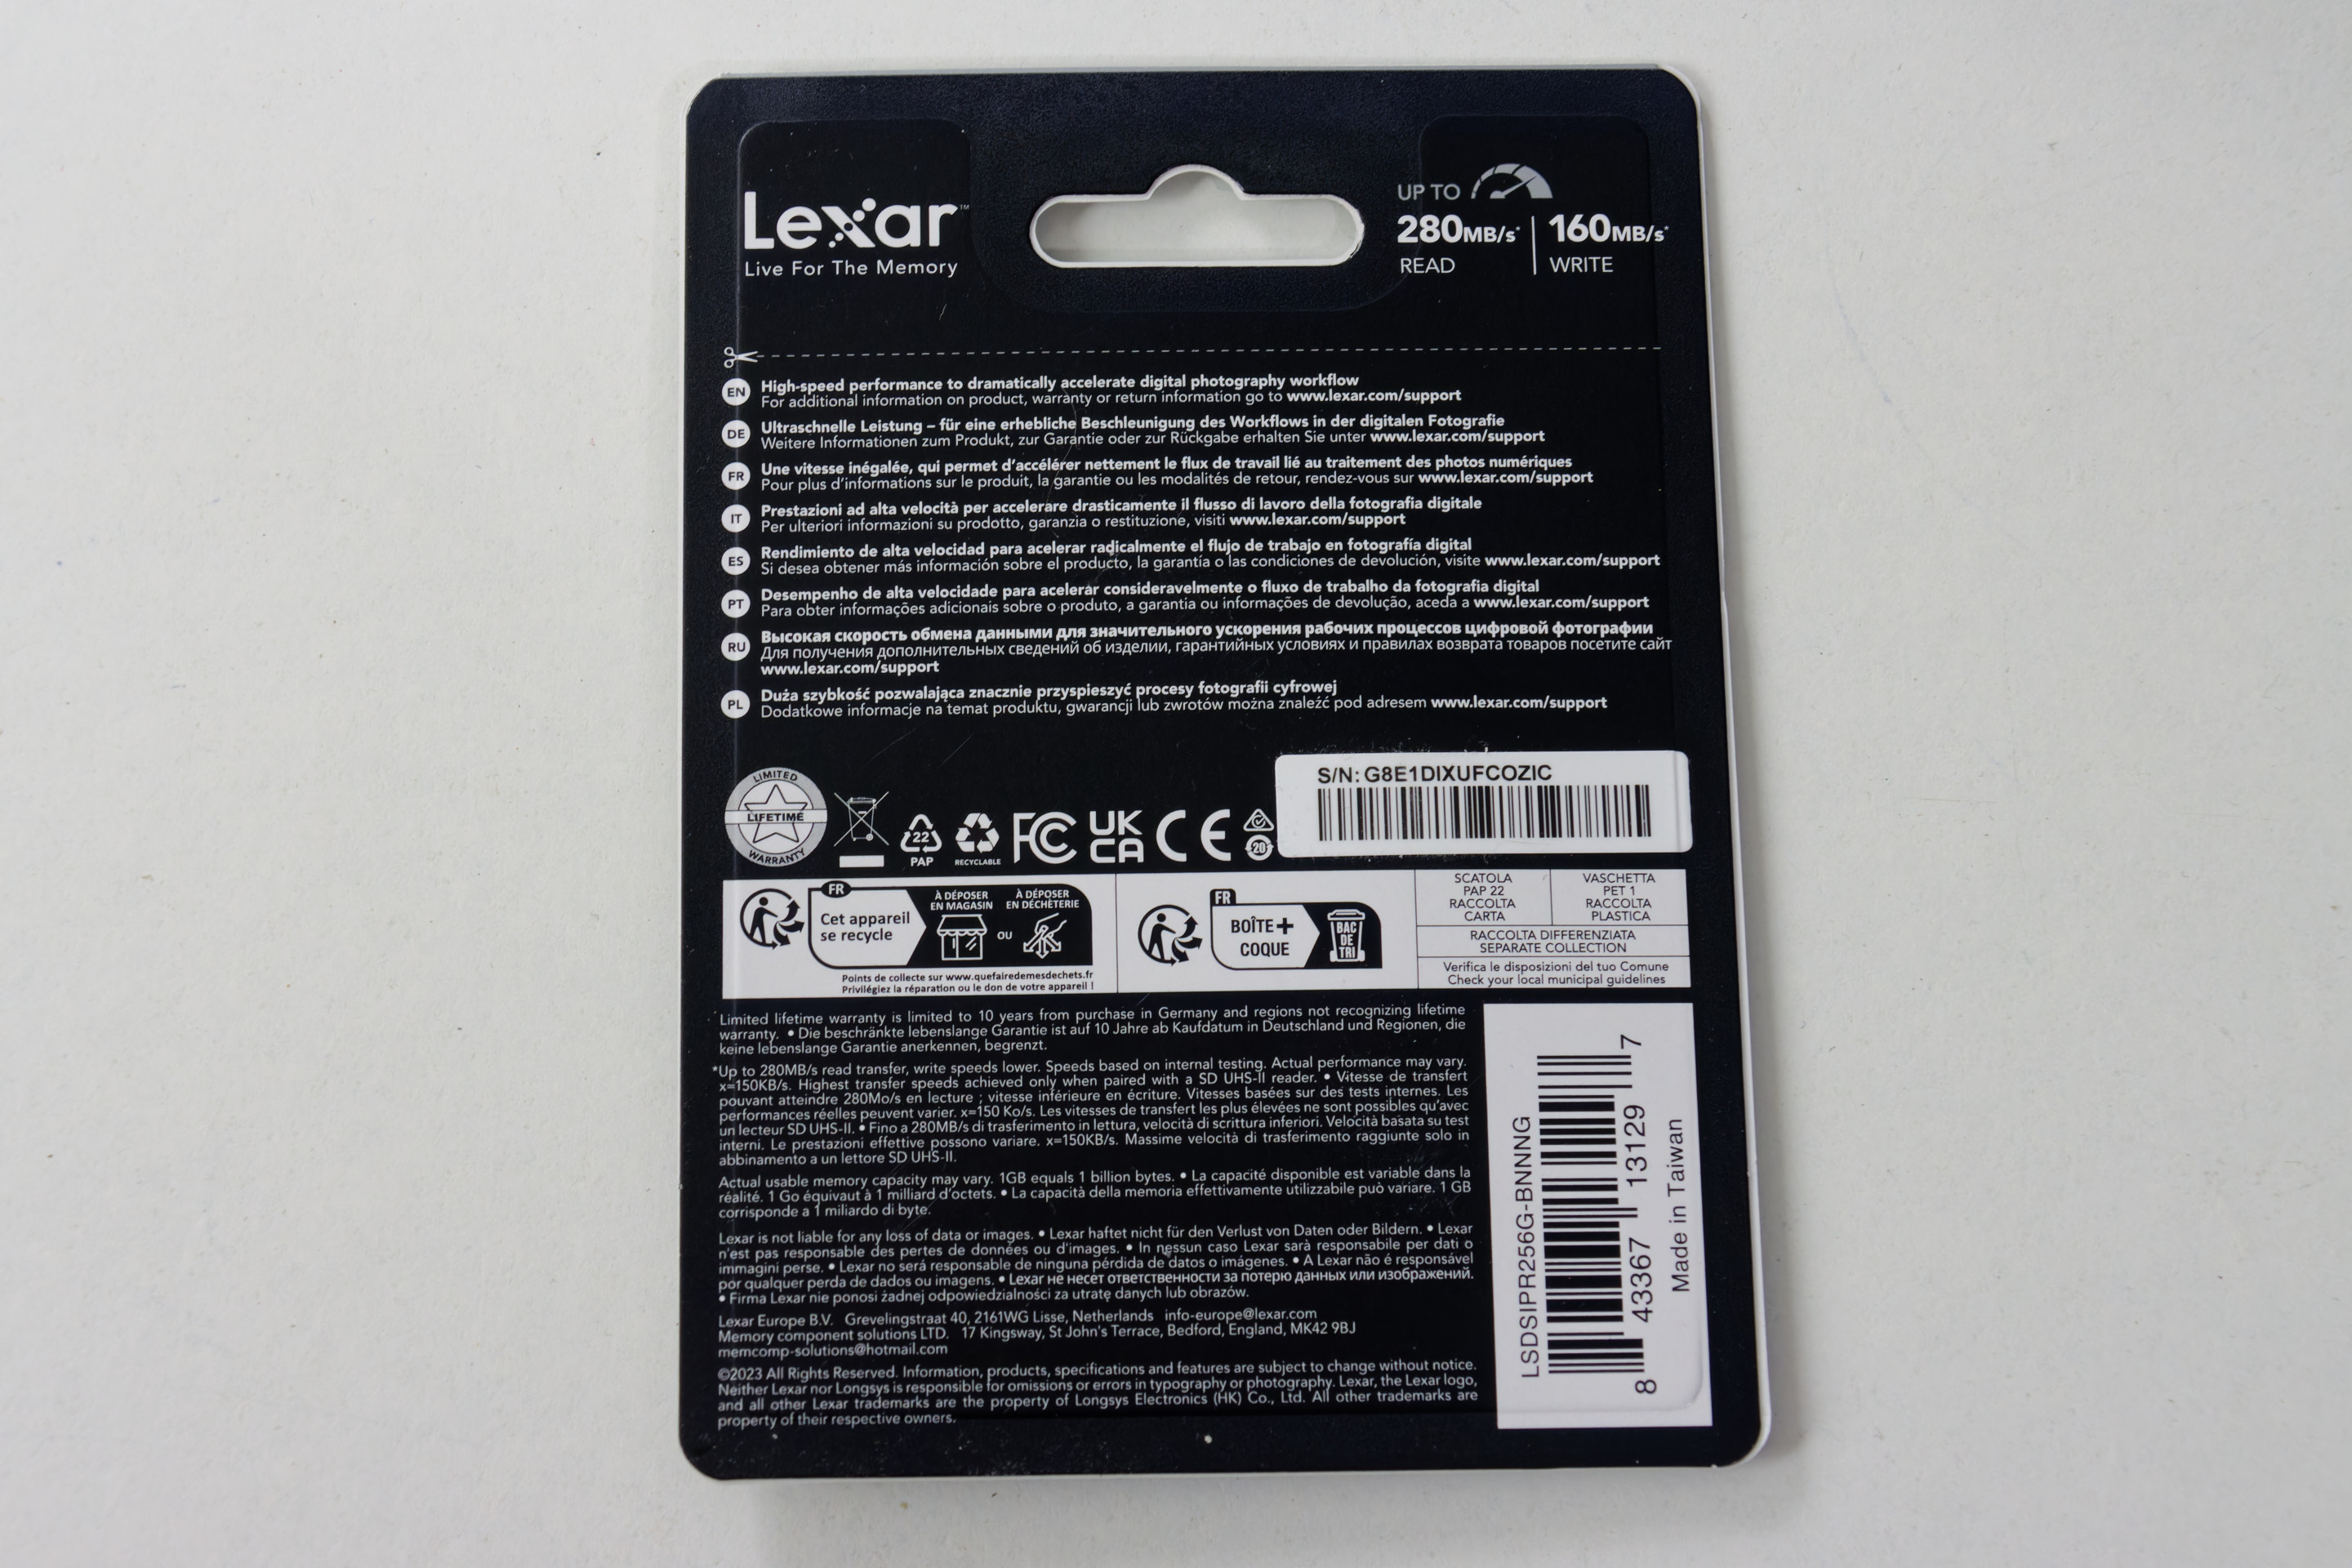 Lexar™
Live For The Memory
UP TO
280MB/s* 160MB/s*
READ WRITE
EN High-speed performance to dramatically accelerate digital photography workflow
For additional information on product, warranty or return information go to www.lexar.com/support
DE Ultraschnelle Leistung – für eine erhebliche Beschleunigung des Workflows in der digitalen Fotografie
Weitere Informationen zum Produkt, zur Garantie oder zur Rückgabe erhalten Sie unter www.lexar.com/support
FR Une vitesse inégalée, qui permet d'accélérer nettement le flux de travail lié au traitement des photos numériques
Pour plus d'informations sur le produit, la garantie ou les modalités de retour, rendez-vous sur www.lexar.com/support
IT Prestazioni ad alta velocità per accelerare drasticamente il flusso di lavoro della fotografia digitale
Per ulteriori informazioni su prodotto, garanzia o restituzione, visiti www.lexar.com/support
ES Rendimiento de alta velocidad para acelerar radicalmente el flujo de trabajo en fotografía digital
Si desea obtener más información sobre el producto, la garantía o las condiciones de devolución, visite www.lexar.com/support
PT Desempenho de alta velocidade para acelerar consideravelmente o fluxo de trabalho da fotografia digital
Para obter informações adicionais sobre o produto, a garantia ou informações de devolução, aceda a www.lexar.com/support
RU Высокая скорость обмена данными для значительного ускорения рабочих процессов цифровой фотографии
Для получения дополнительных сведений об изделии, гарантийных условиях и правилах возврата товаров посетите сайт
www.lexar.com/support
PL Duża szybkość pozwalająca znacznie przyspieszyć procesy fotografii cyfrowej
Dodatkowe informacje na temat produktu, gwarancji lub zwrotów można znaleźć pod adresem www.lexar.com/support
LIMITED
LIFETIME
WARRANTY
22
PAP
RECYCLABLE
FC
UK
CA
CE
20
S/N: G8E1DIXUFCOZIC
FR
Cet appareil
se recycle
À DÉPOSER
EN MAGASIN
OU
À DÉPOSER
EN DÉCHÈTERIE
Points de collecte sur www.quefairedemesdechets.fr
Privilégiez la réparation ou le don de votre appareil !
FR
BOÎTE +
COQUE
BAC
DE
TRI
SCATOLA
PAP 22
RACCOLTA
CARTA
VASCHETTA
PET 1
RACCOLTA
PLASTICA
RACCOLTA DIFFERENZIATA
SEPARATE COLLECTION
Verifica le disposizioni del tuo Comune
Check your local municipal guidelines
Limited lifetime warranty is limited to 10 years from purchase in Germany and regions not recognizing lifetime
warranty. • Die beschränkte lebenslange Garantie ist auf 10 Jahre ab Kaufdatum in Deutschland und Regionen, die
keine lebenslange Garantie anerkennen, begrenzt.
*Up to 280MB/s read transfer, write speeds lower. Speeds based on internal testing. Actual performance may vary.
x=150KB/s. Highest transfer speeds achieved only when paired with a SD UHS-II reader. • Vitesse de transfert
pouvant atteindre 280Mo/s en lecture ; vitesse inférieure en écriture. Vitesses basées sur des tests internes. Les
performances réelles peuvent varier. x=150 Ko/s. Les vitesses de transfert les plus élevées ne sont possibles qu'avec
un lecteur SD UHS-II. • Fino a 280MB/s di trasferimento in lettura, velocità di scrittura inferiori. Velocità basata su test
interni. Le prestazioni effettive possono variare. x=150KB/s. Massime velocità di trasferimento raggiunte solo in
abbinamento a un lettore SD UHS-II.
Actual usable memory capacity may vary. 1GB equals 1 billion bytes. • La capacité disponible est variable dans la
réalité. 1 Go équivaut à 1 milliard d'octets. • La capacità della memoria effettivamente utilizzabile può variare. 1 GB
corrisponde a 1 miliardo di byte.
Lexar is not liable for any loss of data or images. • Lexar haftet nicht für den Verlust von Daten oder Bildern. • Lexar
n'est pas responsable des pertes de données ou d'images. • In nessun caso Lexar sarà responsabile per dati o
immagini perse. • Lexar no será responsable de ninguna pérdida de datos o imágenes. • A Lexar não é responsável
por qualquer perda de dados ou imagens. • Lexar не несет ответственности за потерю данных или изображений.
• Firma Lexar nie ponosi żadnej odpowiedzialności za utratę danych lub obrazów.
Lexar Europe B.V. Grevelingstraat 40, 2161WG Lisse, Netherlands info-europe@lexar.com
Memory component solutions LTD. 17 Kingsway, St John's Terrace, Bedford, England, MK42 9BJ
memcomp-solutions@hotmail.com
©2023 All Rights Reserved. Information, products, specifications and features are subject to change without notice.
Neither Lexar nor Longsys is responsible for omissions or errors in typography or photography. Lexar, the Lexar logo,
and all other Lexar trademarks are the property of Longsys Electronics (HK) Co., Ltd. All other trademarks are
property of their respective owners.
LSDSIPR256G-BNNNG
8 43367 13129 7
Made in Taiwan